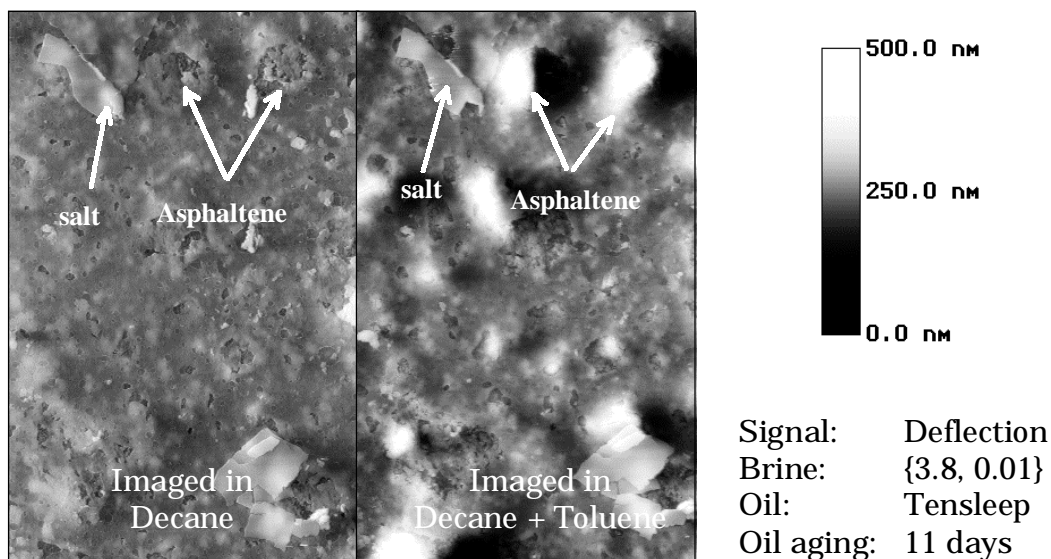 salt
Asphaltene
Imaged in
Decane
salt
Asphaltene
Imaged in
Decane + Toluene
500.0 nm
250.0 nm
0.0 nm
Signal: Deflection
Brine: {3.8, 0.01}
Oil: Tensleep
Oil aging: 11 days